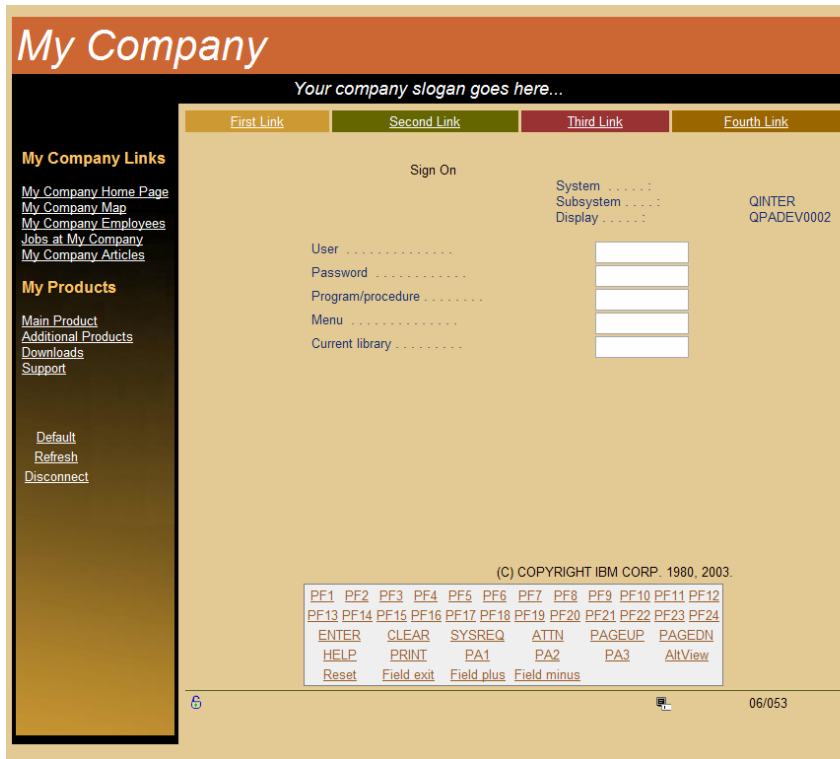 My Company
Your company slogan goes here...
First Link Second Link Third Link Fourth Link
My Company Links
My Company Home Page
My Company Map
My Company Employees
Jobs at My Company
My Company Articles
My Products
Main Product
Additional Products
Downloads
Support
Default
Refresh
Disconnect
Sign On
System . . . . . :
Subsystem . . . . : QINTER
Display . . . . . : QPADEV0002
User . . . . . . . . . . . . . .
Password . . . . . . . . . . . .
Program/procedure . . . . . . . .
Menu . . . . . . . . . . . . . .
Current library . . . . . . . . .
(C) COPYRIGHT IBM CORP. 1980, 2003.
PF1 PF2 PF3 PF4 PF5 PF6 PF7 PF8 PF9 PF10 PF11 PF12
PF13 PF14 PF15 PF16 PF17 PF18 PF19 PF20 PF21 PF22 PF23 PF24
ENTER CLEAR SYSREQ ATTN PAGEUP PAGEDN
HELP PRINT PA1 PA2 PA3 AltView
Reset Field exit Field plus Field minus
06/053